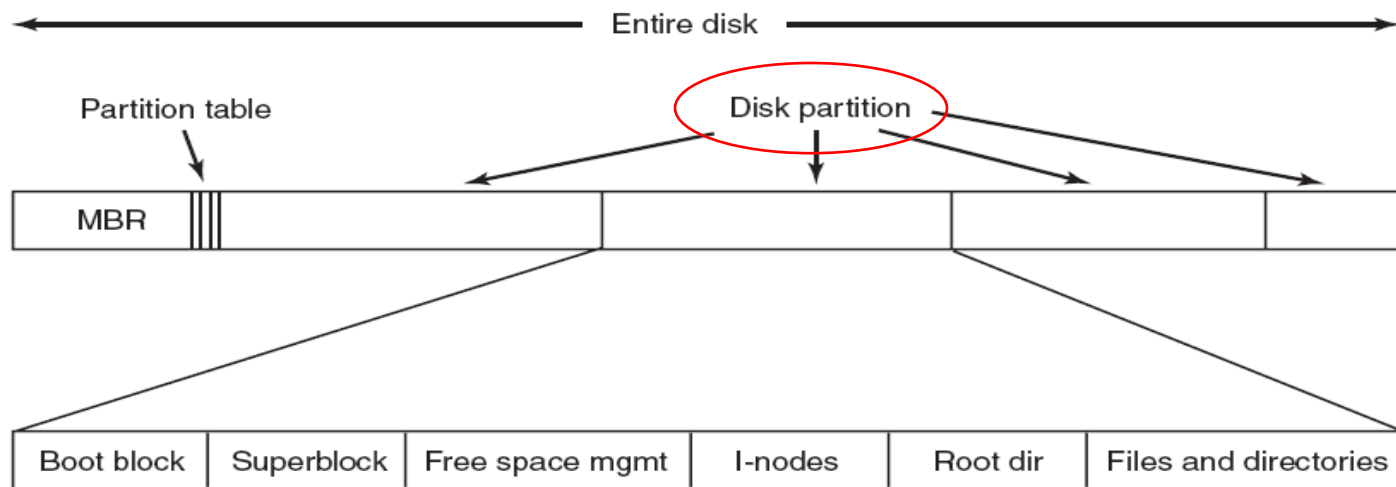 Entire disk
Partition table
Disk partition
MBR
Boot block
Superblock
Free space mgmt
I-nodes
Root dir
Files and directories